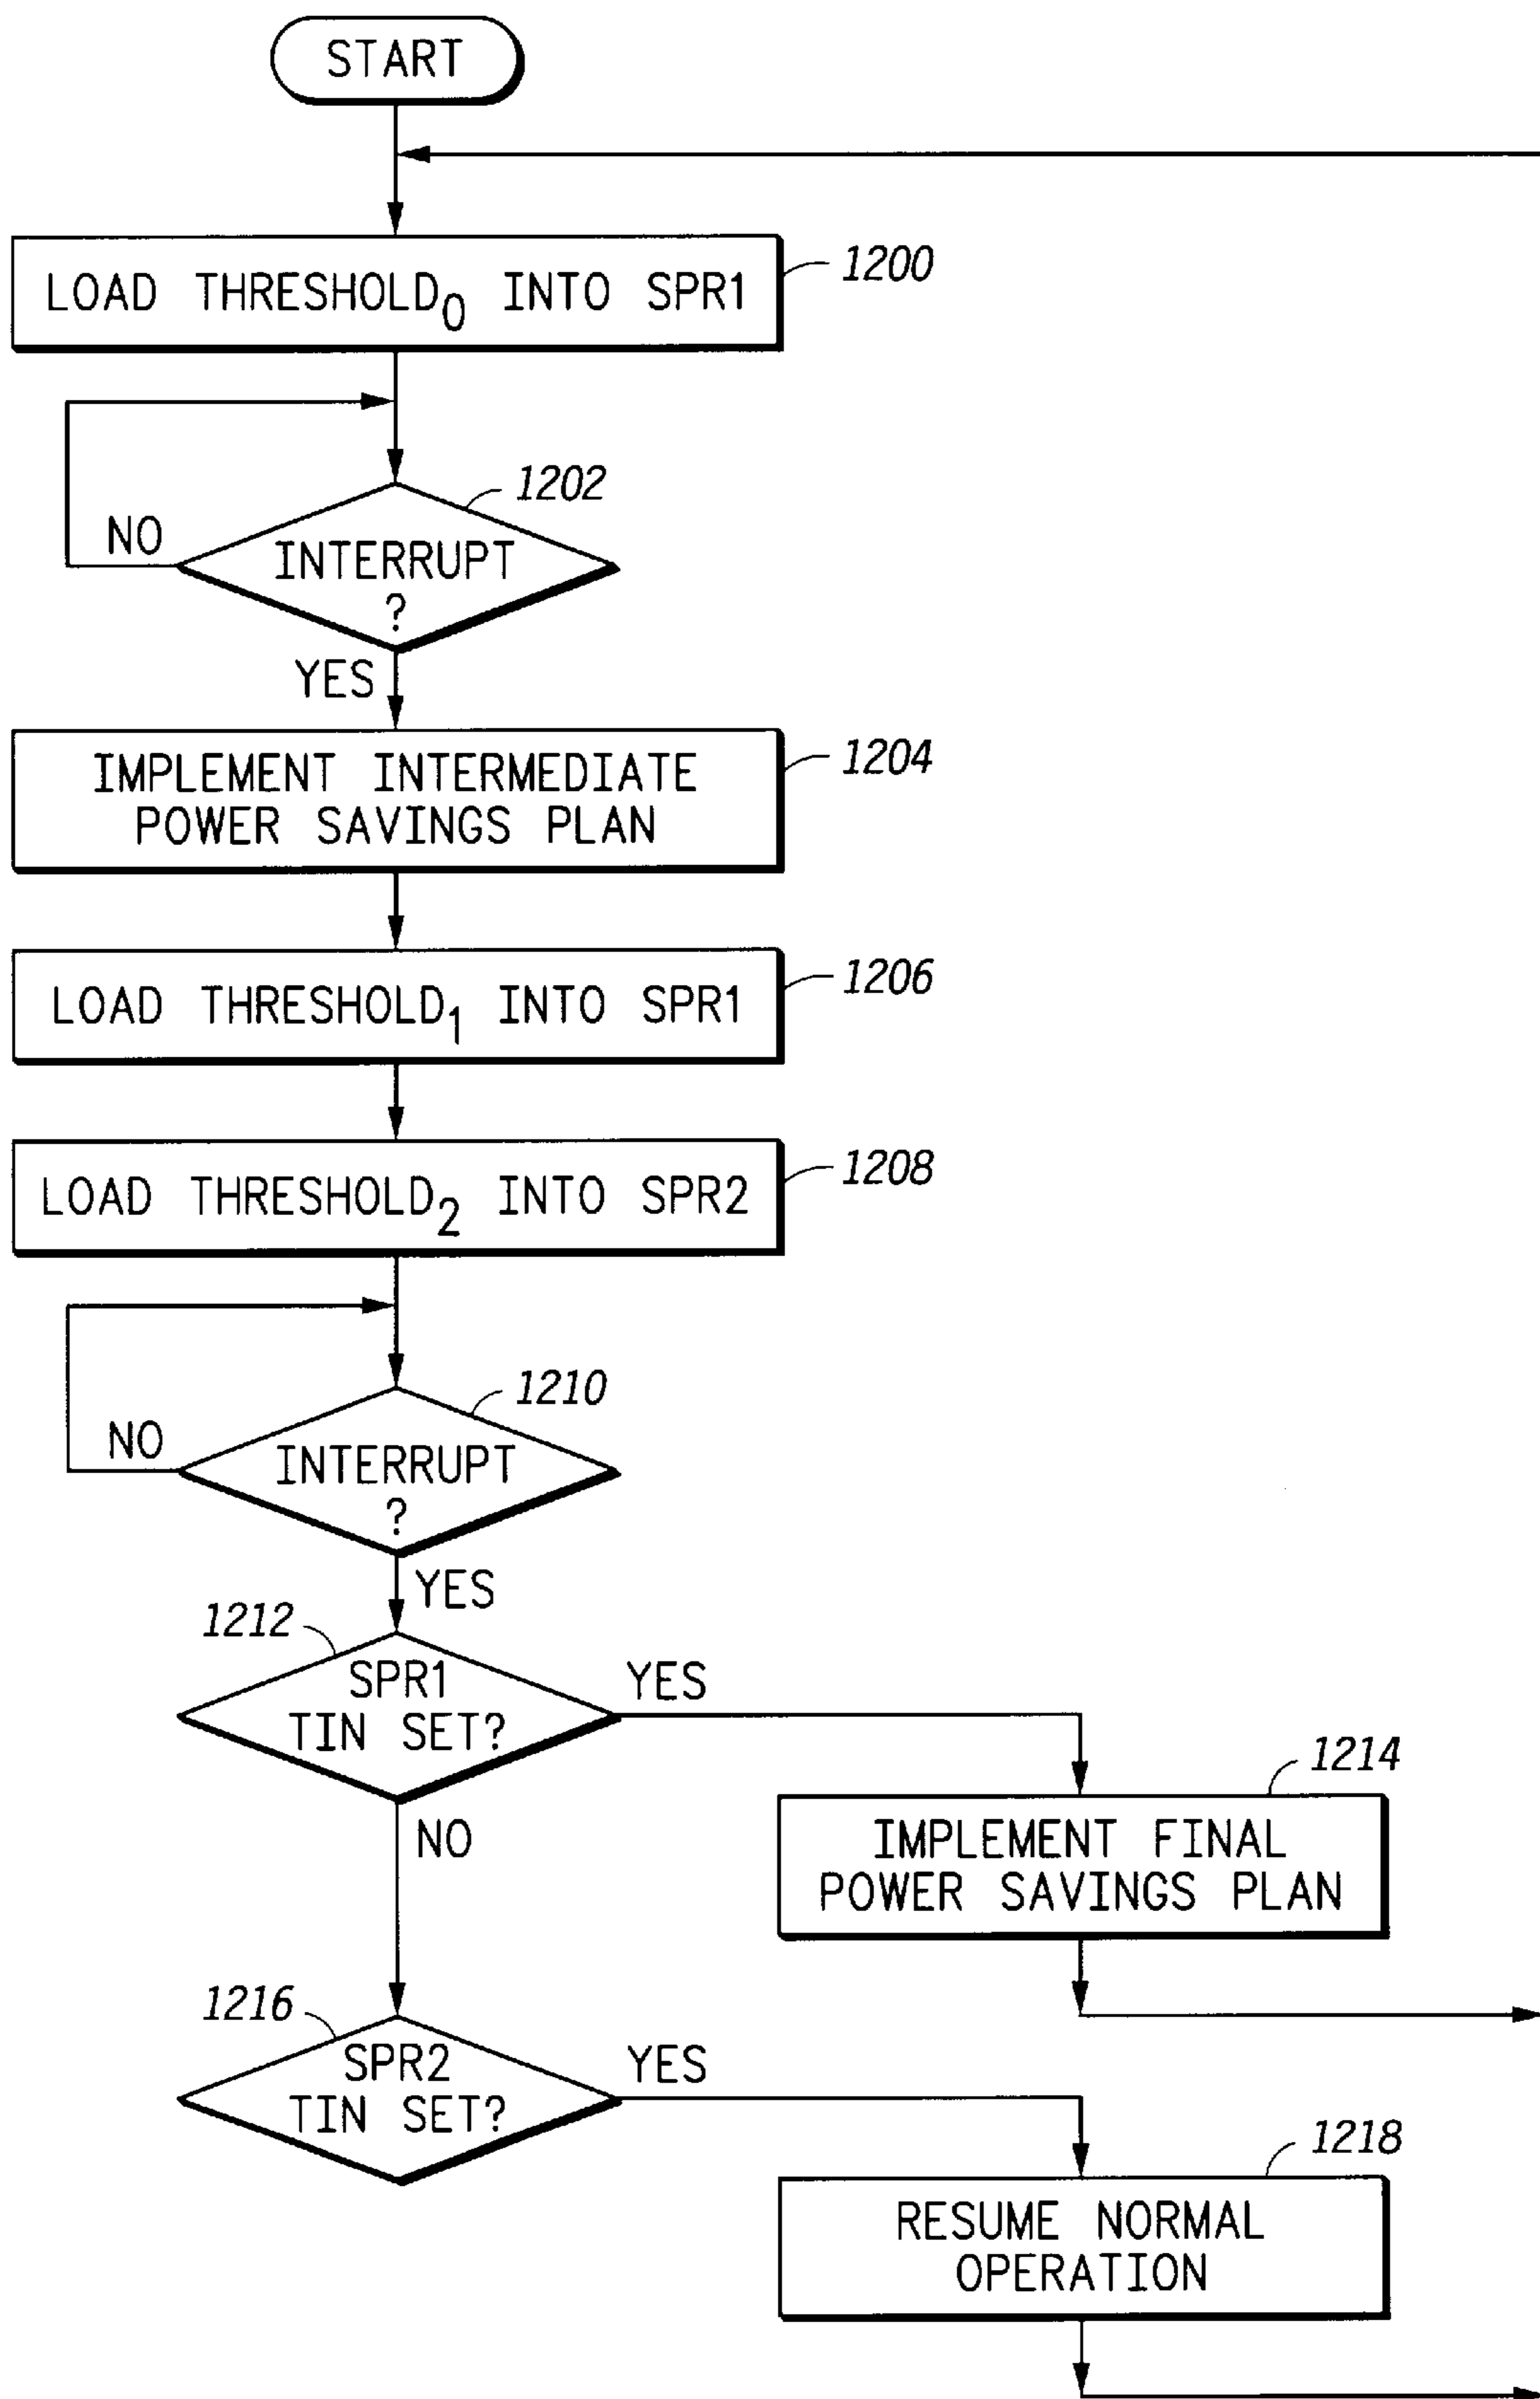 START
LOAD THRESHOLD0 INTO SPR1
1200
1202
NO
INTERRUPT
?
YES
IMPLEMENT INTERMEDIATE
POWER SAVINGS PLAN
1204
LOAD THRESHOLD1 INTO SPR1
1206
LOAD THRESHOLD2 INTO SPR2
1208
1210
NO
INTERRUPT
?
YES
1212
SPR1
TIN SET?
YES
NO
1214
IMPLEMENT FINAL
POWER SAVINGS PLAN
1216
SPR2
TIN SET?
YES
1218
RESUME NORMAL
OPERATION